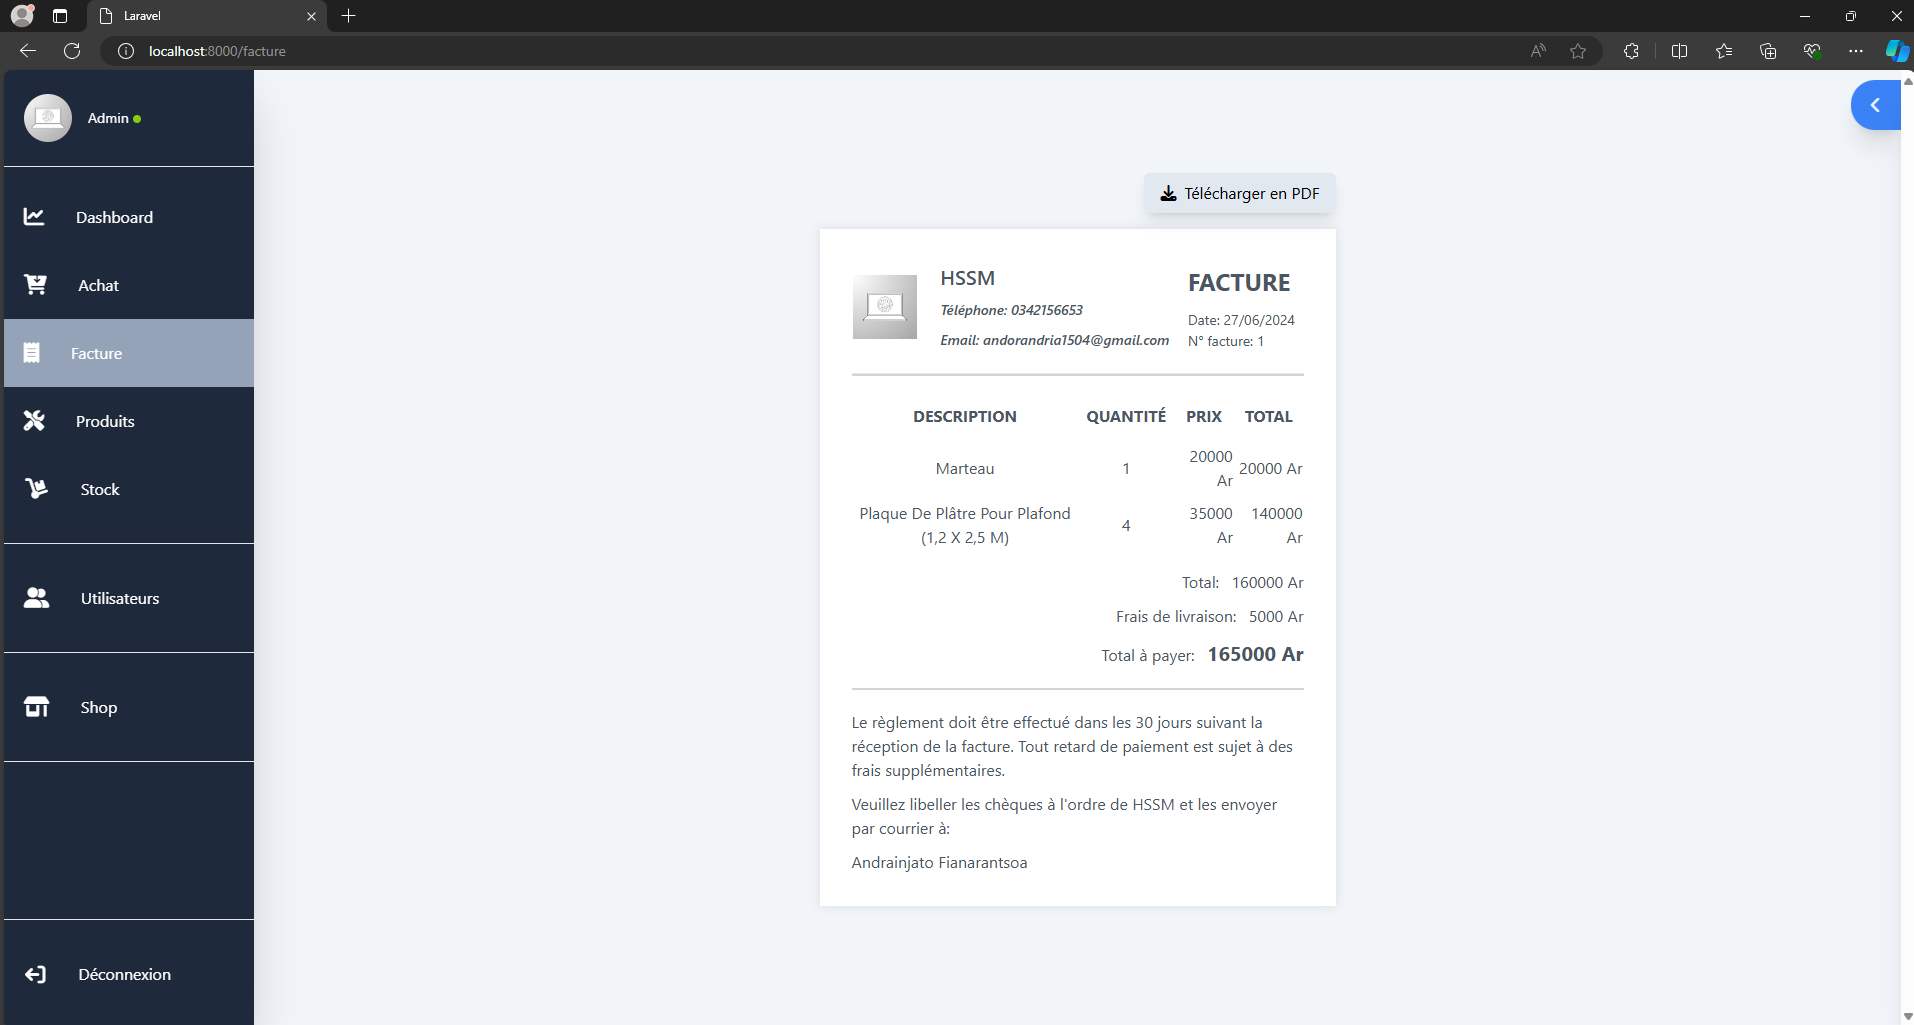 Laravel
localhost:8000/facture
Admin
Dashboard
Achat
Facture
Produits
Stock
Utilisateurs
Shop
Déconnexion
Télécharger en PDF
HSSM
Téléphone: 0342156653
Email: andorandria1504@gmail.com
FACTURE
Date: 27/06/2024
N° facture: 1
DESCRIPTION QUANTITÉ PRIX TOTAL
Marteau 1 20000 Ar 20000 Ar
Plaque De Plâtre Pour Plafond (1,2 X 2,5 M) 4 35000 Ar 140000 Ar
Total: 160000 Ar
Frais de livraison: 5000 Ar
Total à payer: 165000 Ar
Le règlement doit être effectué dans les 30 jours suivant la
réception de la facture. Tout retard de paiement est sujet à des
frais supplémentaires.
Veuillez libeller les chèques à l'ordre de HSSM et les envoyer
par courrier à:
Andrainjato Fianarantsoa